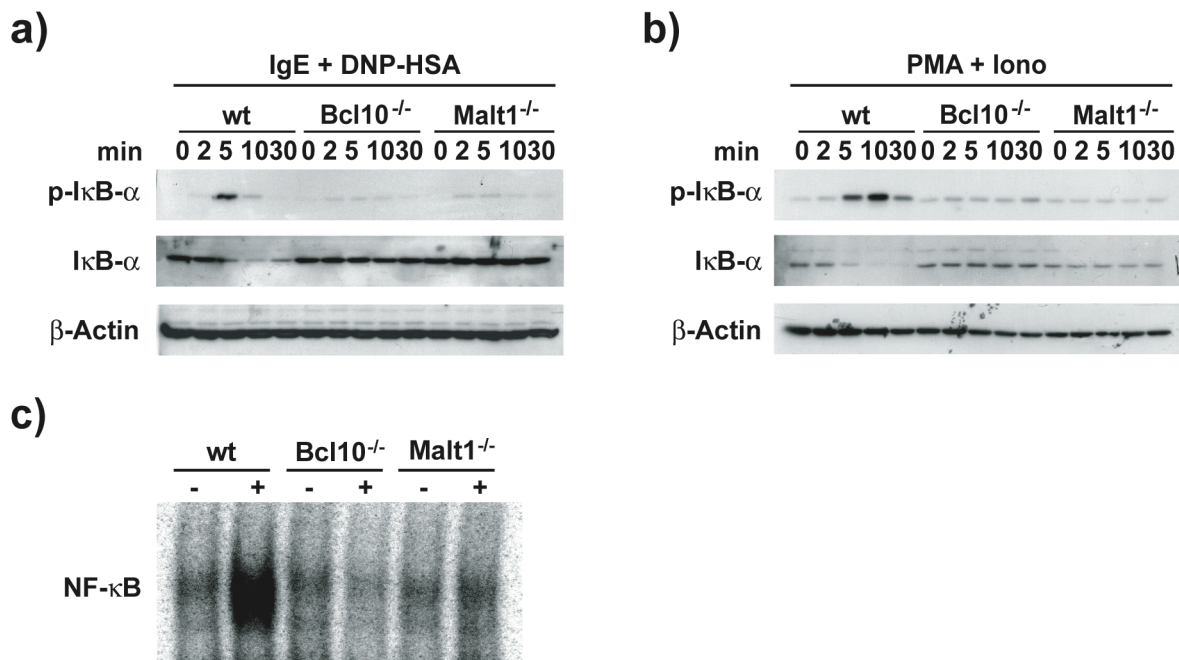 a)
IgE + DNP-HSA
wt Bcl10-/- Malt1-/-
min 0 2 5 1030 0 2 5 1030 0 2 5 1030
p-IκB-α
IκB-α
β-Actin
b)
PMA + Iono
wt Bcl10-/- Malt1-/-
min 0 2 5 1030 0 2 5 1030 0 2 5 1030
p-IκB-α
IκB-α
β-Actin
c)
wt Bcl10-/- Malt1-/-
- + - + - +
NF-κB